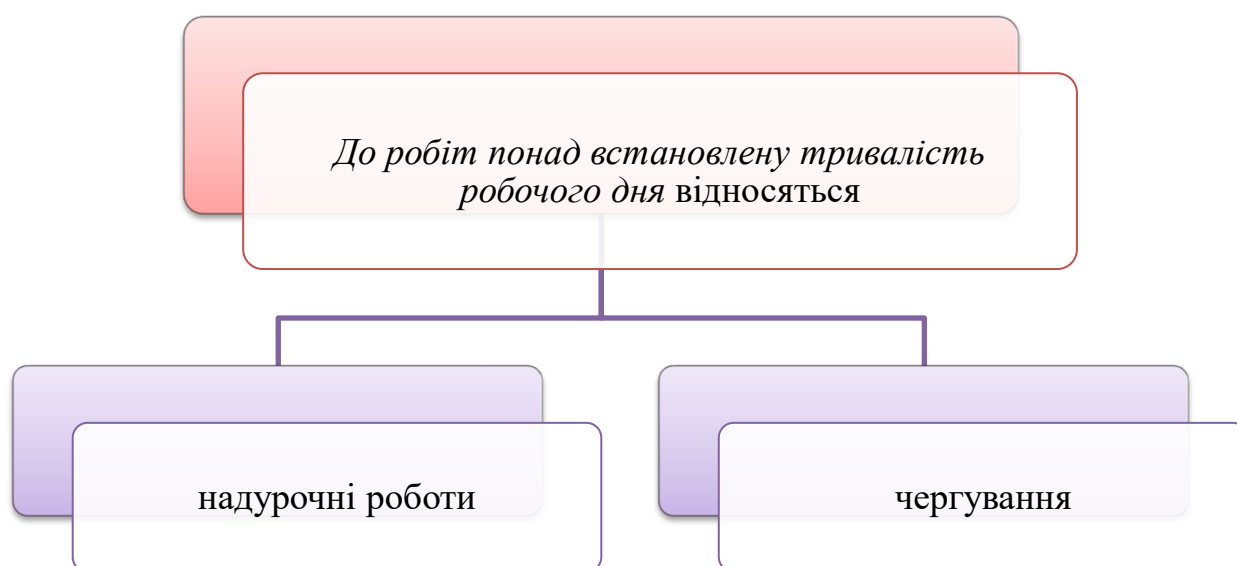 До робіт понад встановлену тривалість
робочого дня відносяться
надурочні роботи
чергування